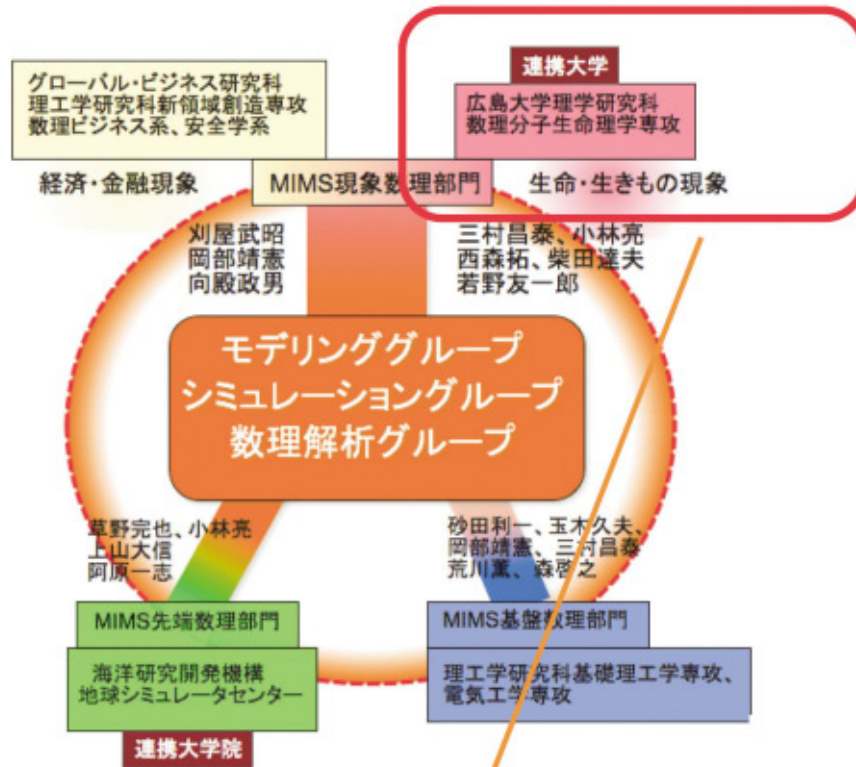 グローバル・ビジネス研究科
理工学研究科新領域創造専攻
数理ビジネス系、安全学系
連携大学
広島大学理学研究科
数理分子生命理学専攻
経済・金融現象
MIMS現象数理部門
生命・生きもの現象
刈屋武昭
岡部靖憲
向殿政男
三村昌泰、小林亮
西森拓、柴田達夫
若野友一郎
モデリンググループ
シミュレーショングループ
数理解析グループ
草野完也、小林亮
上山大信
阿原一志
砂田利一、玉木久夫、
岡部靖憲、三村昌泰
荒川薫、森啓之
MIMS先端数理部門
海洋研究開発機構
地球シミュレータセンター
連携大学院
MIMS基盤数理部門
理工学研究科基礎理工学専攻、
電気工学専攻